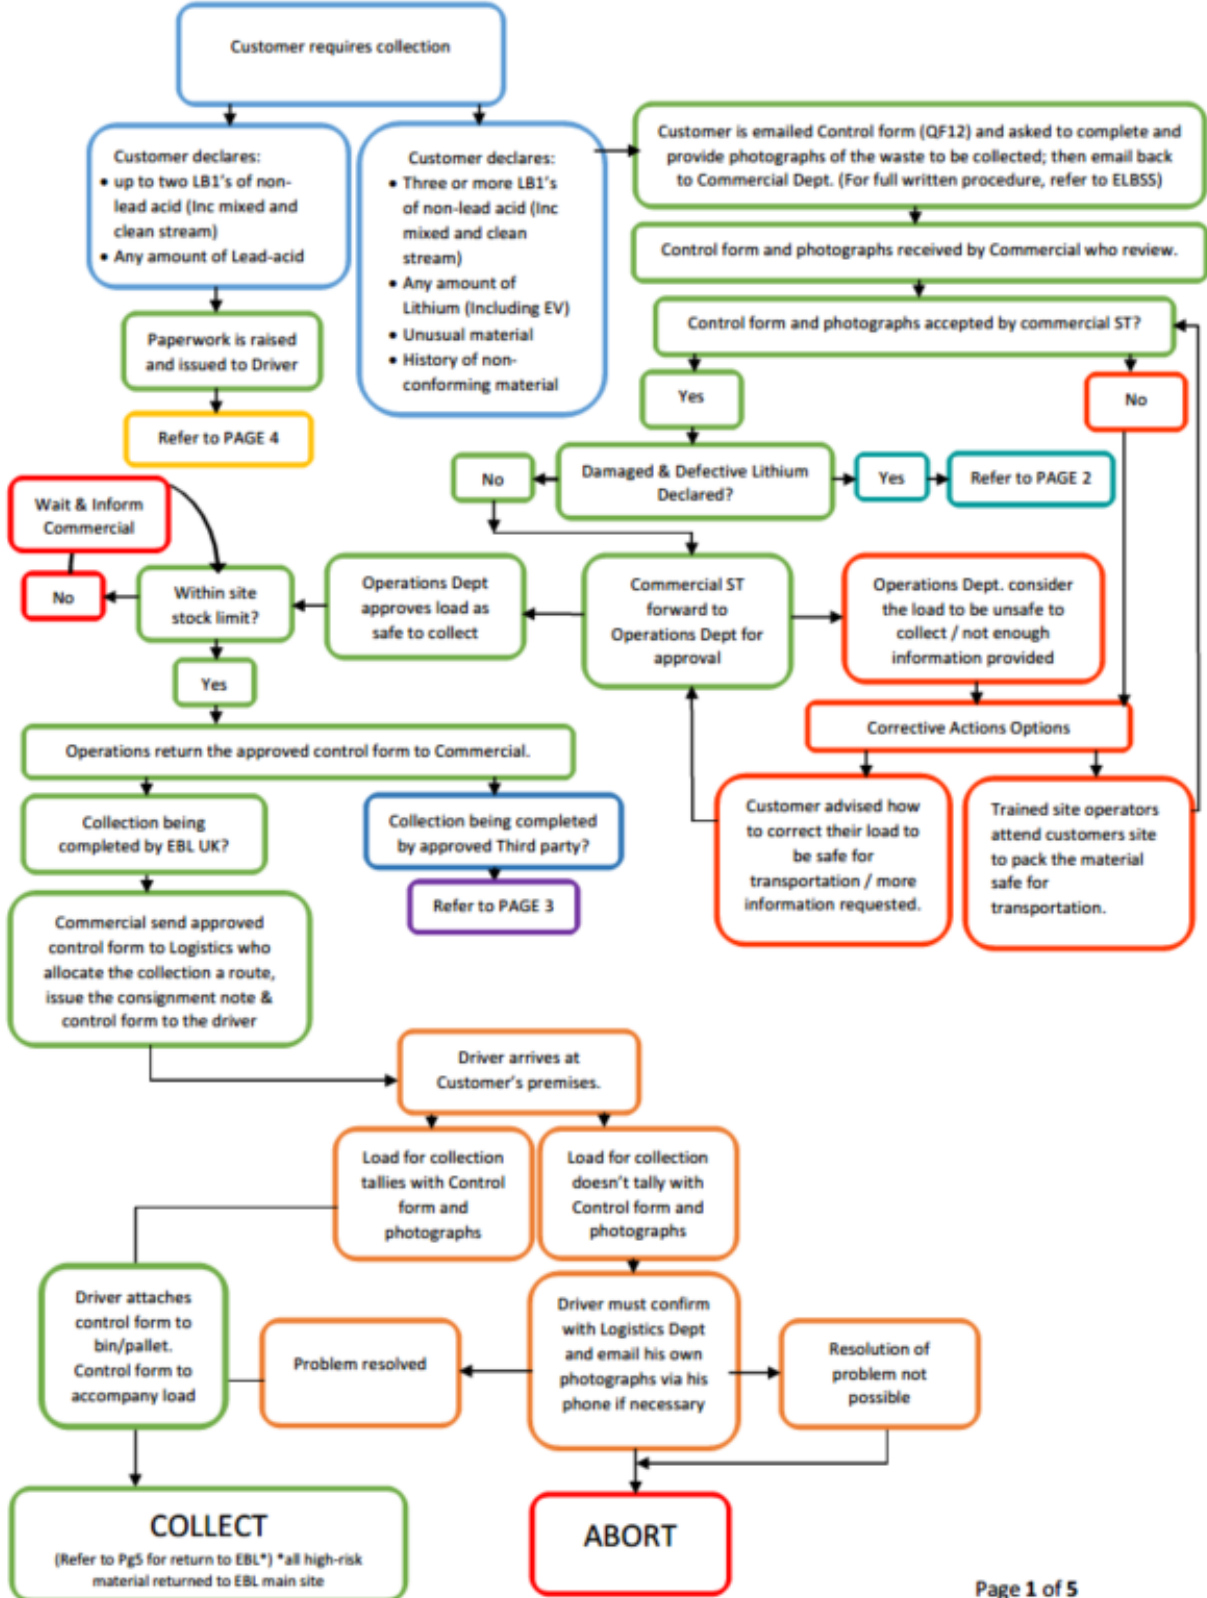 Customer requires collection
Customer declares:
• up to two LB1's of non-
lead acid (Inc mixed and
clean stream)
• Any amount of Lead-acid
Customer declares:
• Three or more LB1's
of non-lead acid (Inc
mixed and clean
stream)
• Any amount of
Lithium (Including EV)
• Unusual material
• History of non-
conforming material
Customer is emailed Control form (QF12) and asked to complete and
provide photographs of the waste to be collected; then email back
to Commercial Dept. (For full written procedure, refer to ELBSS)
Control form and photographs received by Commercial who review.
Control form and photographs accepted by commercial ST?
Paperwork is raised
and issued to Driver
Refer to PAGE 4
Yes
No
Damaged & Defective Lithium
Declared?
No
Yes
Refer to PAGE 2
Wait & Inform
Commercial
No
Within site
stock limit?
Operations Dept
approves load as
safe to collect
Commercial ST
forward to
Operations Dept for
approval
Operations Dept. consider
the load to be unsafe to
collect / not enough
information provided
Yes
Corrective Actions Options
Operations return the approved control form to Commercial.
Collection being
completed by EBL UK?
Collection being completed
by approved Third party?
Customer advised how
to correct their load to
be safe for
transportation / more
information requested.
Trained site operators
attend customers site
to pack the material
safe for
transportation.
Refer to PAGE 3
Commercial send approved
control form to Logistics who
allocate the collection a route,
issue the consignment note &
control form to the driver
Driver arrives at
Customer's premises.
Load for collection
tallies with Control
form and
photographs
Load for collection
doesn't tally with
Control form and
photographs
Driver attaches
control form to
bin/pallet.
Control form to
accompany load
Problem resolved
Driver must confirm
with Logistics Dept
and email his own
photographs via his
phone if necessary
Resolution of
problem not
possible
COLLECT
(Refer to Pg5 for return to EBL*) *all high-risk
material returned to EBL main site
ABORT
Page 1 of 5